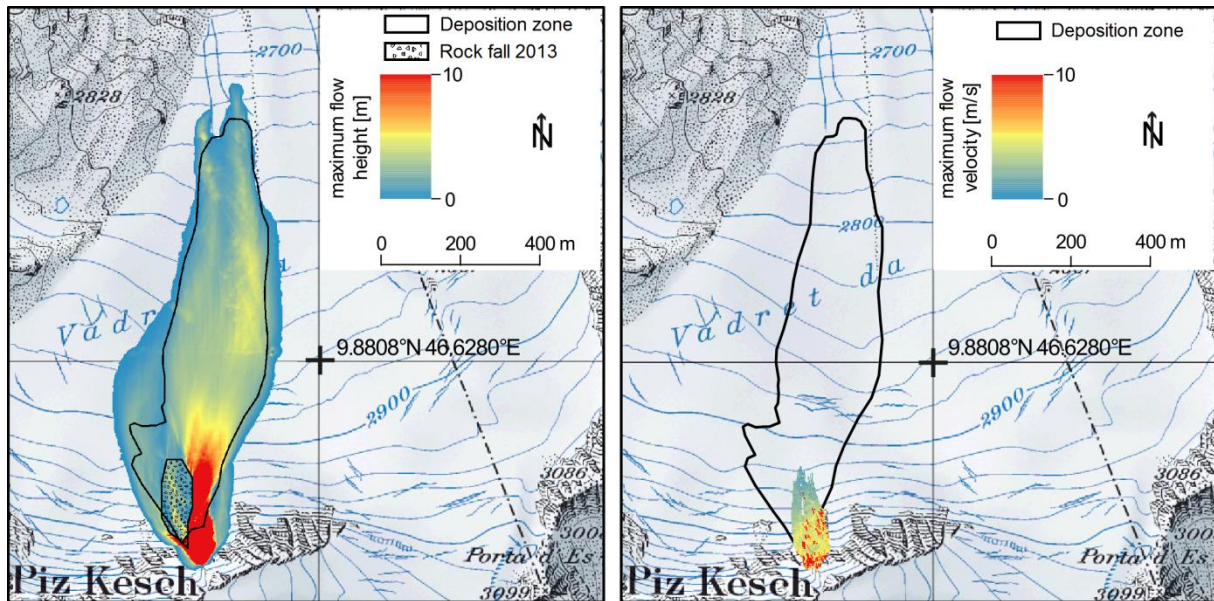 Deposition zone
Rock fall 2013
maximum flow
height [m]
10
0
N
0 200 400 m
2700
2828
a
Vadr
9.8808°N 46.6280°E
2900
3086
Porta d'Es
3099
Piz Kesch
Deposition zone
maximum flow
velocity [m/s]
10
0
N
0 200 400 m
2700
2828
2800
Vadret da
9.8808°N 46.6280°E
2900
3086
Porta d'Es
3099
Piz Kesch